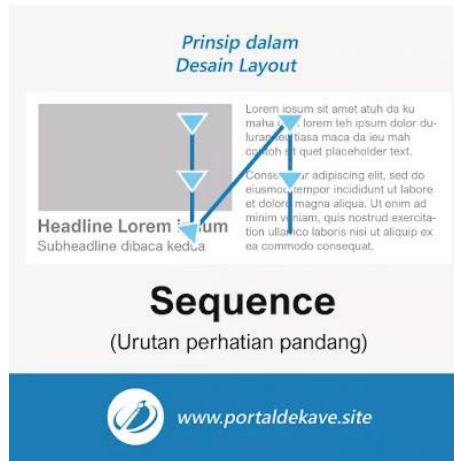 Prinsip dalam
Desain Layout
Headline Lorem ipsum
Subheadline dibaca kedua
Lorem iosum sit amet atuh da ku
maha lorem teh ipsum dolor du-
tiasa maca da ieu mah
sit quet placeholder text.
adipiscing elit, sed do
eiusmod tempor incididunt ut labore
et dolore magna aliqua. Ut enim ad
minim veniam, quis nostrud exercita-
tion ullamco laboris nisi ut aliquip ex
ea commodo consequat.
Sequence
(Urutan perhatian pandang)
www.portaldekave.site